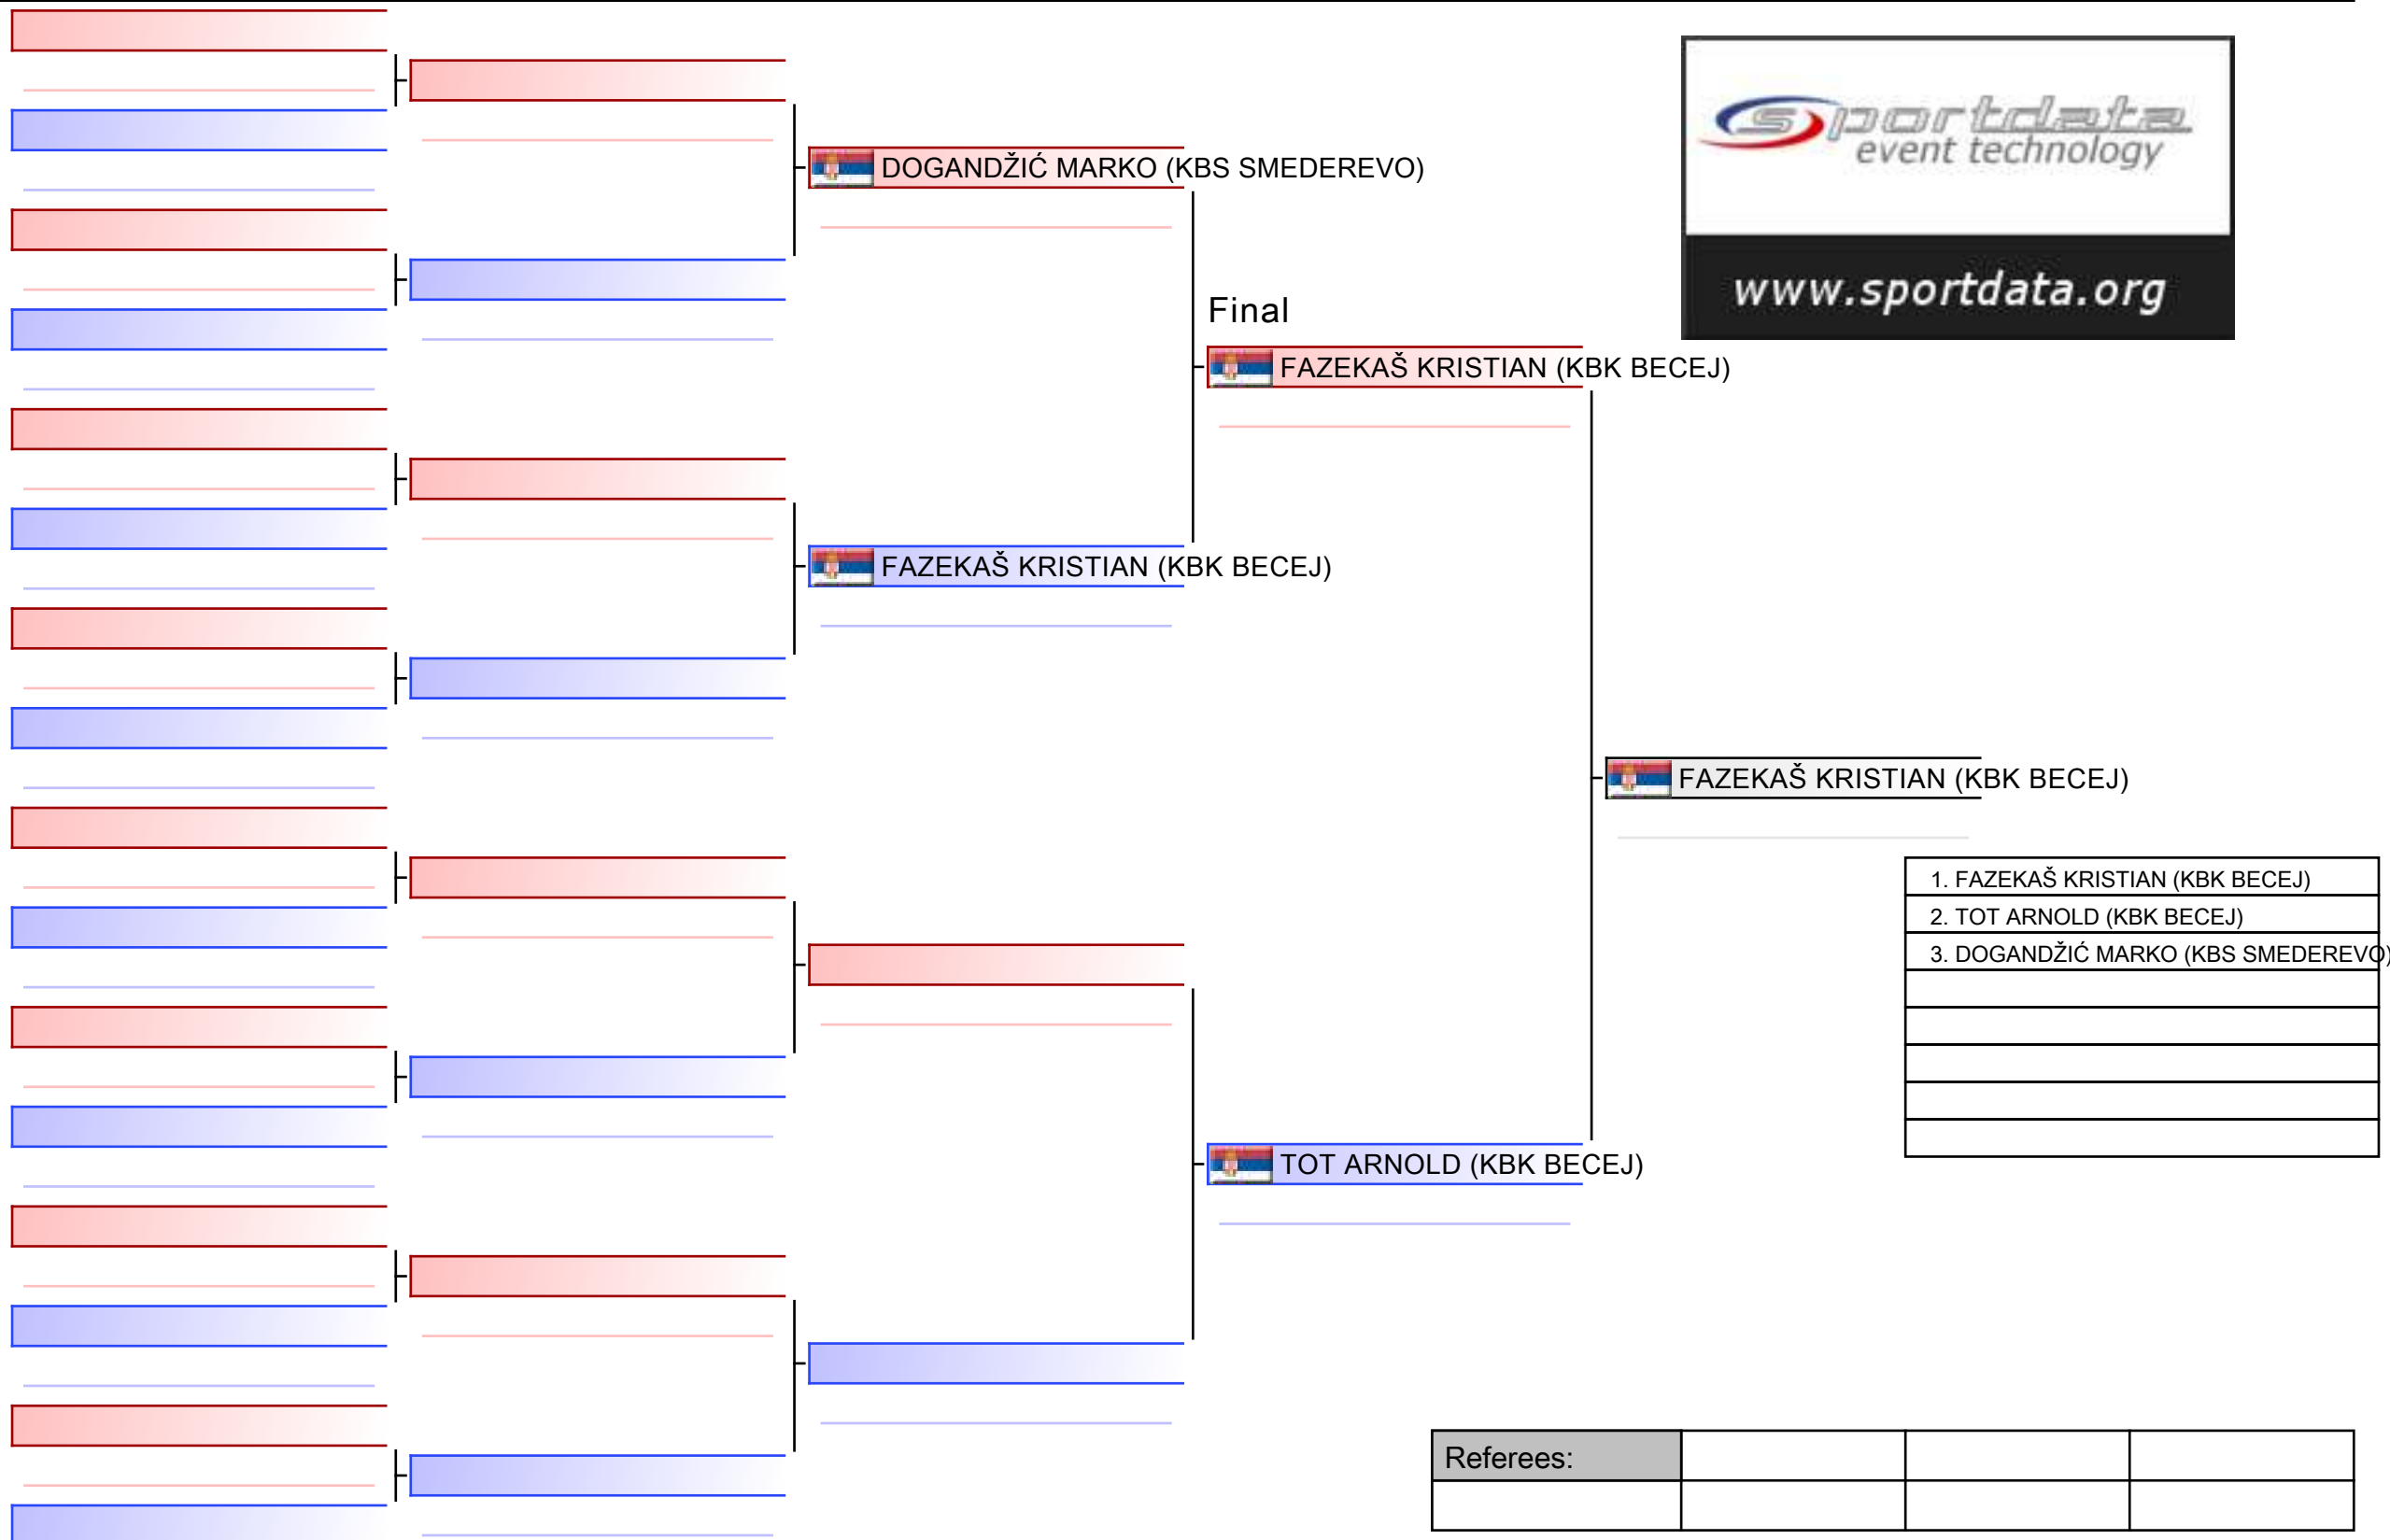 sportdata
event technology
www.sportdata.org
DOGANDŽIĆ MARKO (KBS SMEDEREVO)
Final
FAZEKAŠ KRISTIAN (KBK BECEJ)
FAZEKAŠ KRISTIAN (KBK BECEJ)
FAZEKAŠ KRISTIAN (KBK BECEJ)
1. FAZEKAŠ KRISTIAN (KBK BECEJ)
2. TOT ARNOLD (KBK BECEJ)
3. DOGANDŽIĆ MARKO (KBS SMEDEREVO)
TOT ARNOLD (KBK BECEJ)
Referees: